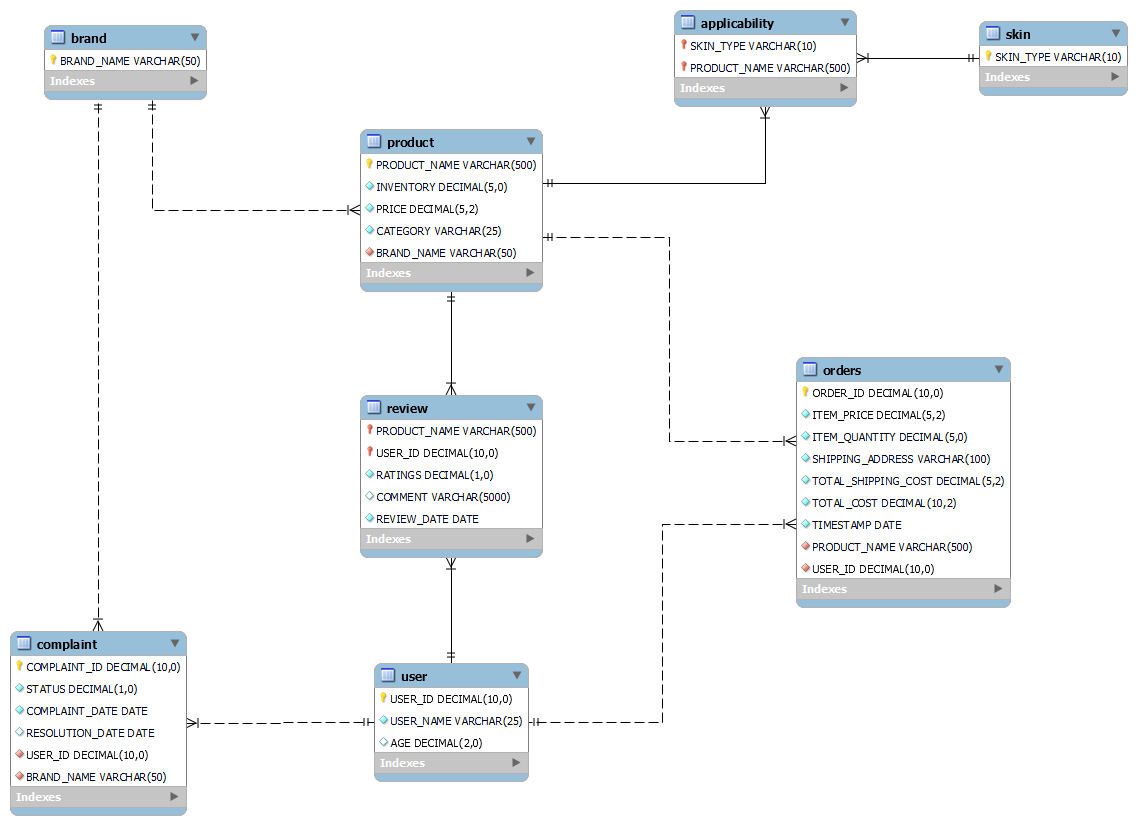 brand
BRAND_NAME VARCHAR(50)
Indexes
applicability
SKIN_TYPE VARCHAR(10)
PRODUCT_NAME VARCHAR(500)
Indexes
skin
SKIN_TYPE VARCHAR(10)
Indexes
product
PRODUCT_NAME VARCHAR(500)
INVENTORY DECIMAL(5,0)
PRICE DECIMAL(5,2)
CATEGORY VARCHAR(25)
BRAND_NAME VARCHAR(50)
Indexes
review
PRODUCT_NAME VARCHAR(500)
USER_ID DECIMAL(10,0)
RATINGS DECIMAL(1,0)
COMMENT VARCHAR(5000)
REVIEW_DATE DATE
Indexes
orders
ORDER_ID DECIMAL(10,0)
ITEM_PRICE DECIMAL(5,2)
ITEM_QUANTITY DECIMAL(5,0)
SHIPPING_ADDRESS VARCHAR(100)
TOTAL_SHIPPING_COST DECIMAL(5,2)
TOTAL_COST DECIMAL(10,2)
TIMESTAMP DATE
PRODUCT_NAME VARCHAR(500)
USER_ID DECIMAL(10,0)
Indexes
complaint
COMPLAINT_ID DECIMAL(10,0)
STATUS DECIMAL(1,0)
COMPLAINT_DATE DATE
RESOLUTION_DATE DATE
USER_ID DECIMAL(10,0)
BRAND_NAME VARCHAR(50)
Indexes
user
USER_ID DECIMAL(10,0)
USER_NAME VARCHAR(25)
AGE DECIMAL(2,0)
Indexes